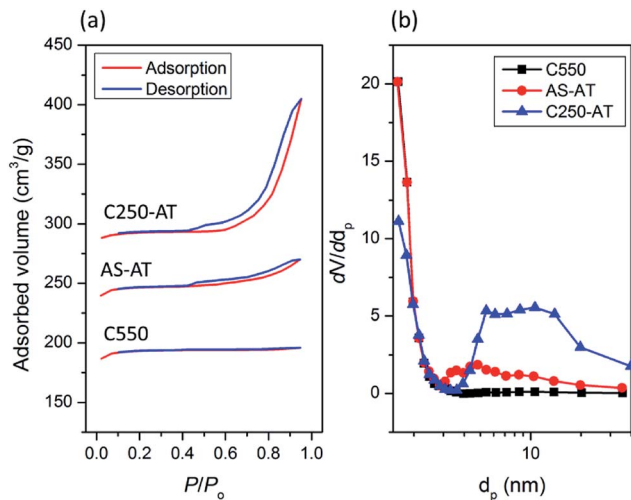 (a)
450
400
350
300
250
200
150
Adsorbed volume (cm³/g)
Adsorption
Desorption
C250-AT
AS-AT
C550
0.0 0.2 0.4 0.6 0.8 1.0
P/Po
(b)
20
15
10
5
0
dV/ddp
C550
AS-AT
C250-AT
10
dp (nm)